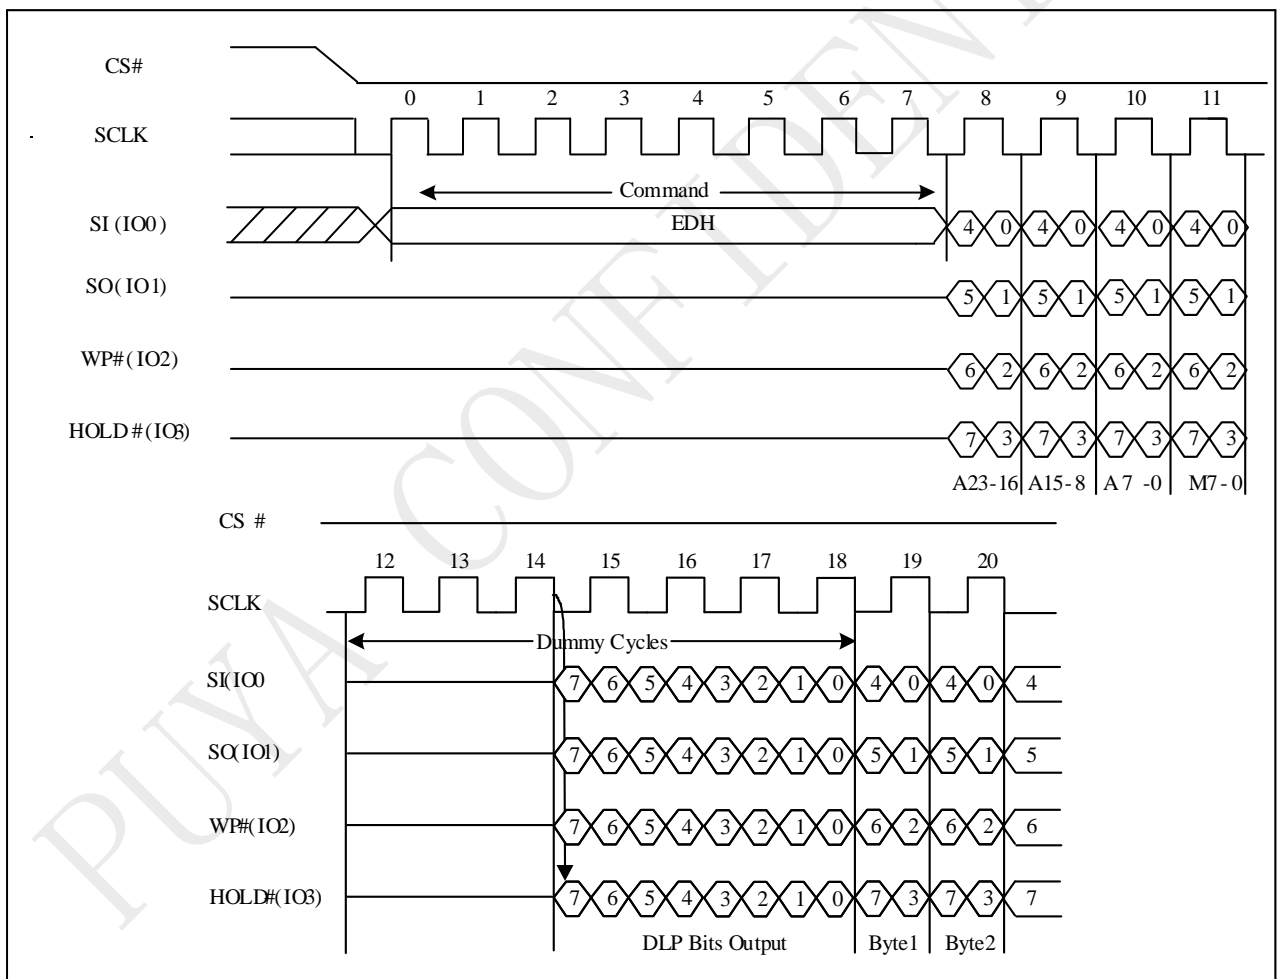 PUYA CONFIDEN
CS#
0 1 2 3 4 5 6 7 8 9 10 11
SCLK
Command
SI (IO0) EDH 4 0 4 0 4 0 4 0
SO( IO1) 5 1 5 1 5 1 5 1
WP# ( IO2) 6 2 6 2 6 2 6 2
HOLD # (IO3) 7 3 7 3 7 3 7 3
A23-16 A15-8 A7 -0 M7-0
CS #
12 13 14 15 16 17 18 19 20
SCLK
Dummy Cycles
SI(IO0 7 6 5 4 3 2 1 0 4 0 4 0 4
SO(IO1) 7 6 5 4 3 2 1 0 5 1 5 1 5
WP#(IO2) 7 6 5 4 3 2 1 0 6 2 6 2 6
HOLD#(IO3) 7 6 5 4 3 2 1 0 7 3 7 3 7
DLP Bits Output Byte1 Byte2